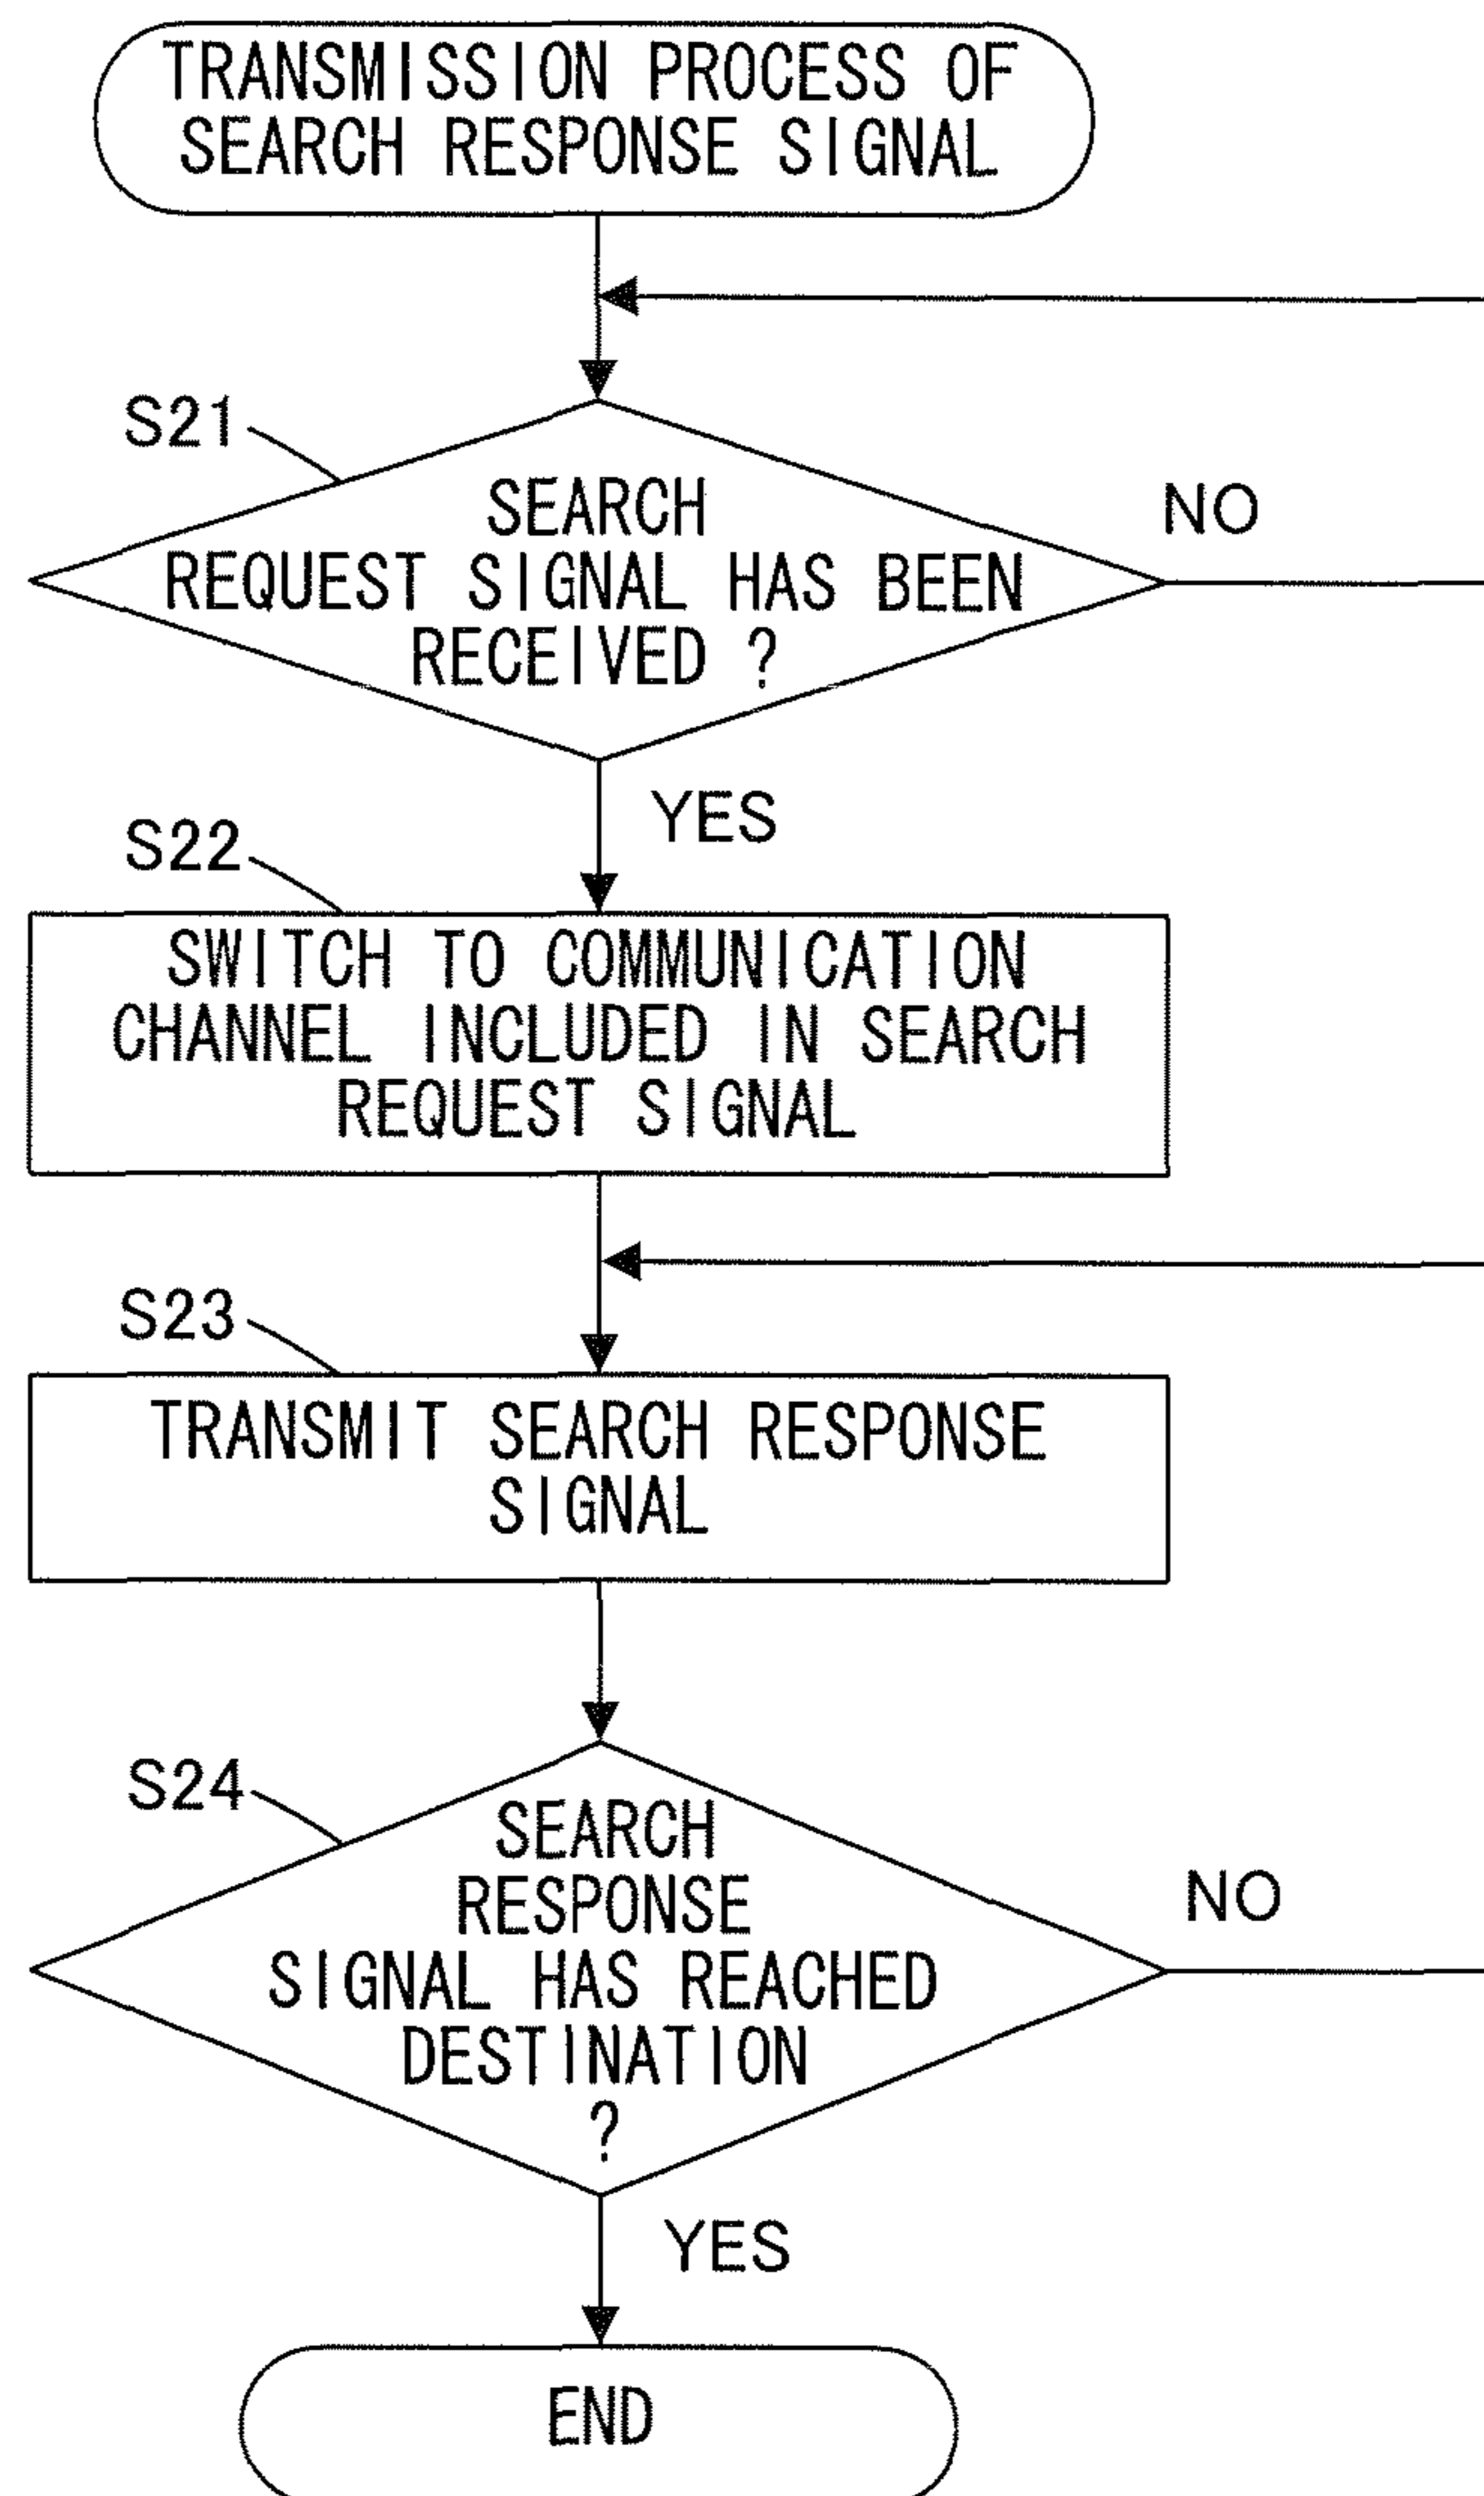 TRANSMISSION PROCESS OF
SEARCH RESPONSE SIGNAL
S21
SEARCH
REQUEST SIGNAL HAS BEEN
RECEIVED ?
NO
YES
S22
SWITCH TO COMMUNICATION
CHANNEL INCLUDED IN SEARCH
REQUEST SIGNAL
S23
TRANSMIT SEARCH RESPONSE
SIGNAL
S24
SEARCH
RESPONSE
SIGNAL HAS REACHED
DESTINATION
?
NO
YES
END